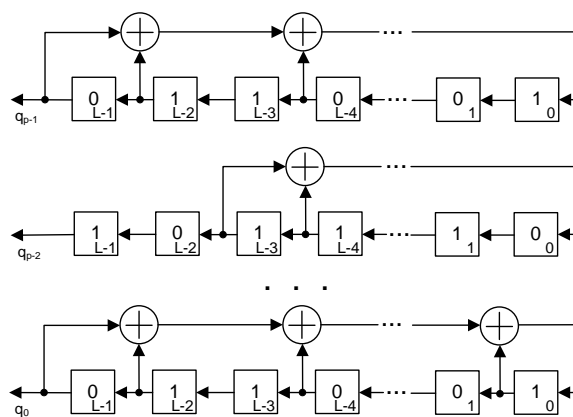 ...
0 L-1 1 L-2 1 L-3 0 L-4 ... 0 1 1 0
q p-1
1 L-1 0 L-2 1 L-3 1 L-4 ... 1 1 0 0
q p-2
. . .
...
0 L-1 1 L-2 1 L-3 0 L-4 ... 0 1 1 0
q 0